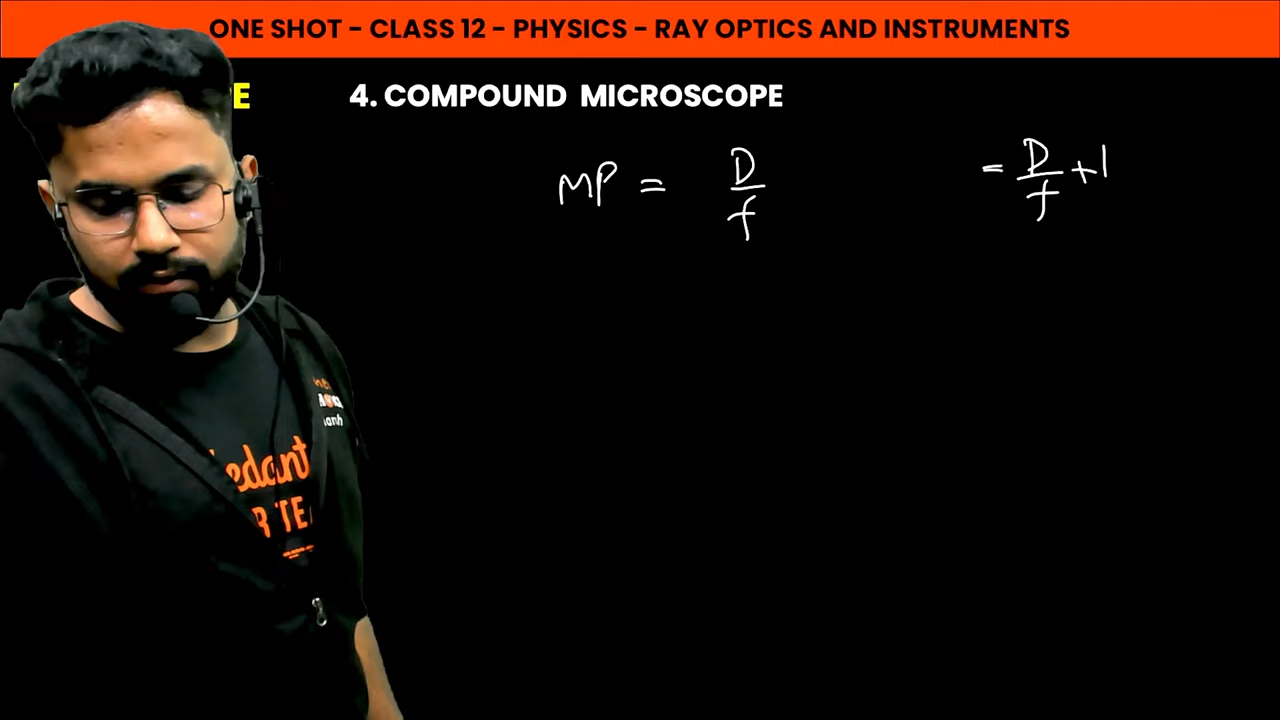 ONE SHOT - CLASS 12 - PHYSICS - RAY OPTICS AND INSTRUMENTS
E 4. COMPOUND MICROSCOPE
MP = D/f = D/f + 1